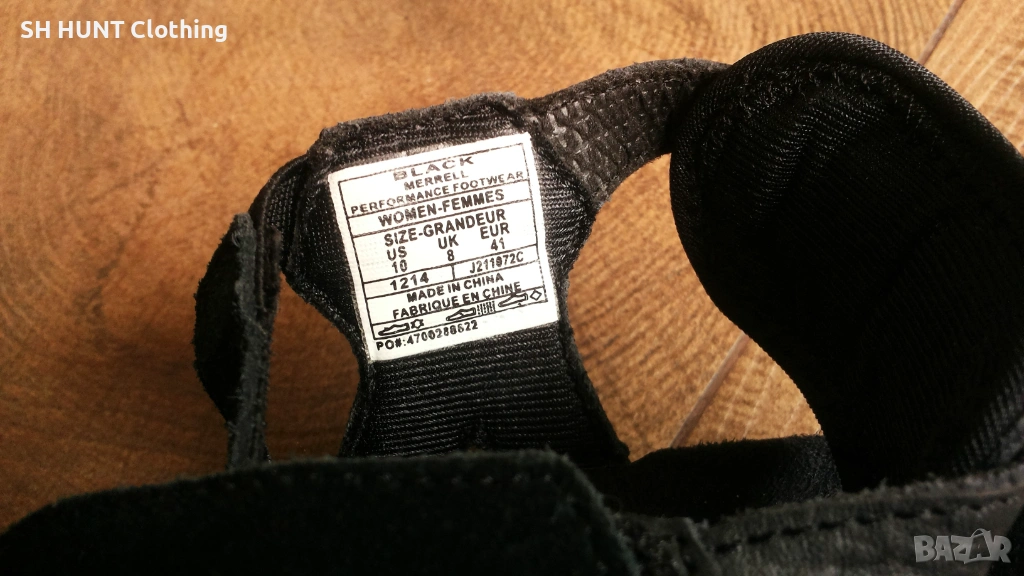 SH HUNT Clothing
BLACK
MERRELL
PERFORMANCE FOOTWEAR
WOMEN-FEMMES
SIZE-GRANDEUR
US UK EUR
10 8 41
1214 J211972C
MADE IN CHINA
FABRIQUE EN CHINE
PO#:4700288622
BAZAR